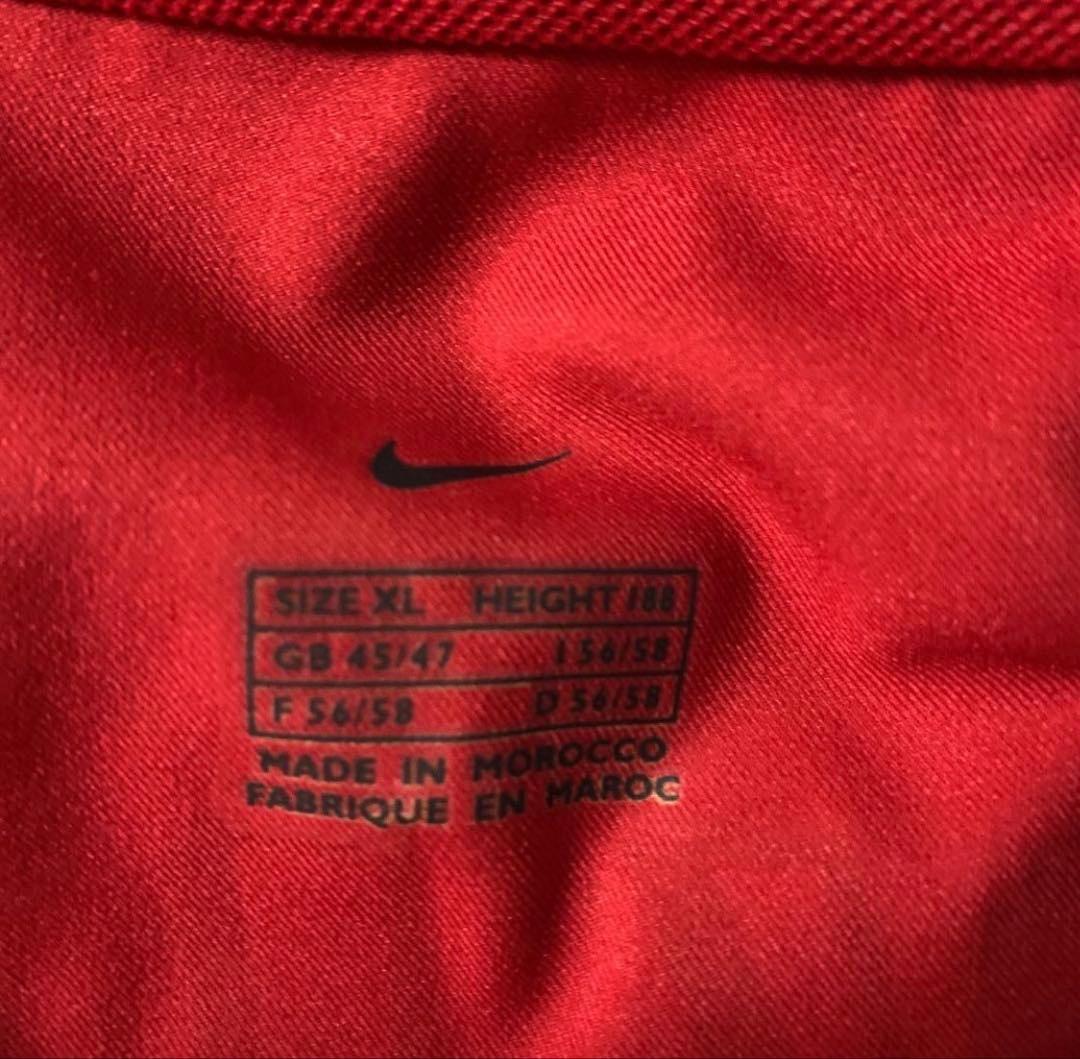 SIZE XL HEIGHT 188
GB 45/47 I 56/58
F 56/58 D 56/58
MADE IN MOROCCO
FABRIQUE EN MAROC